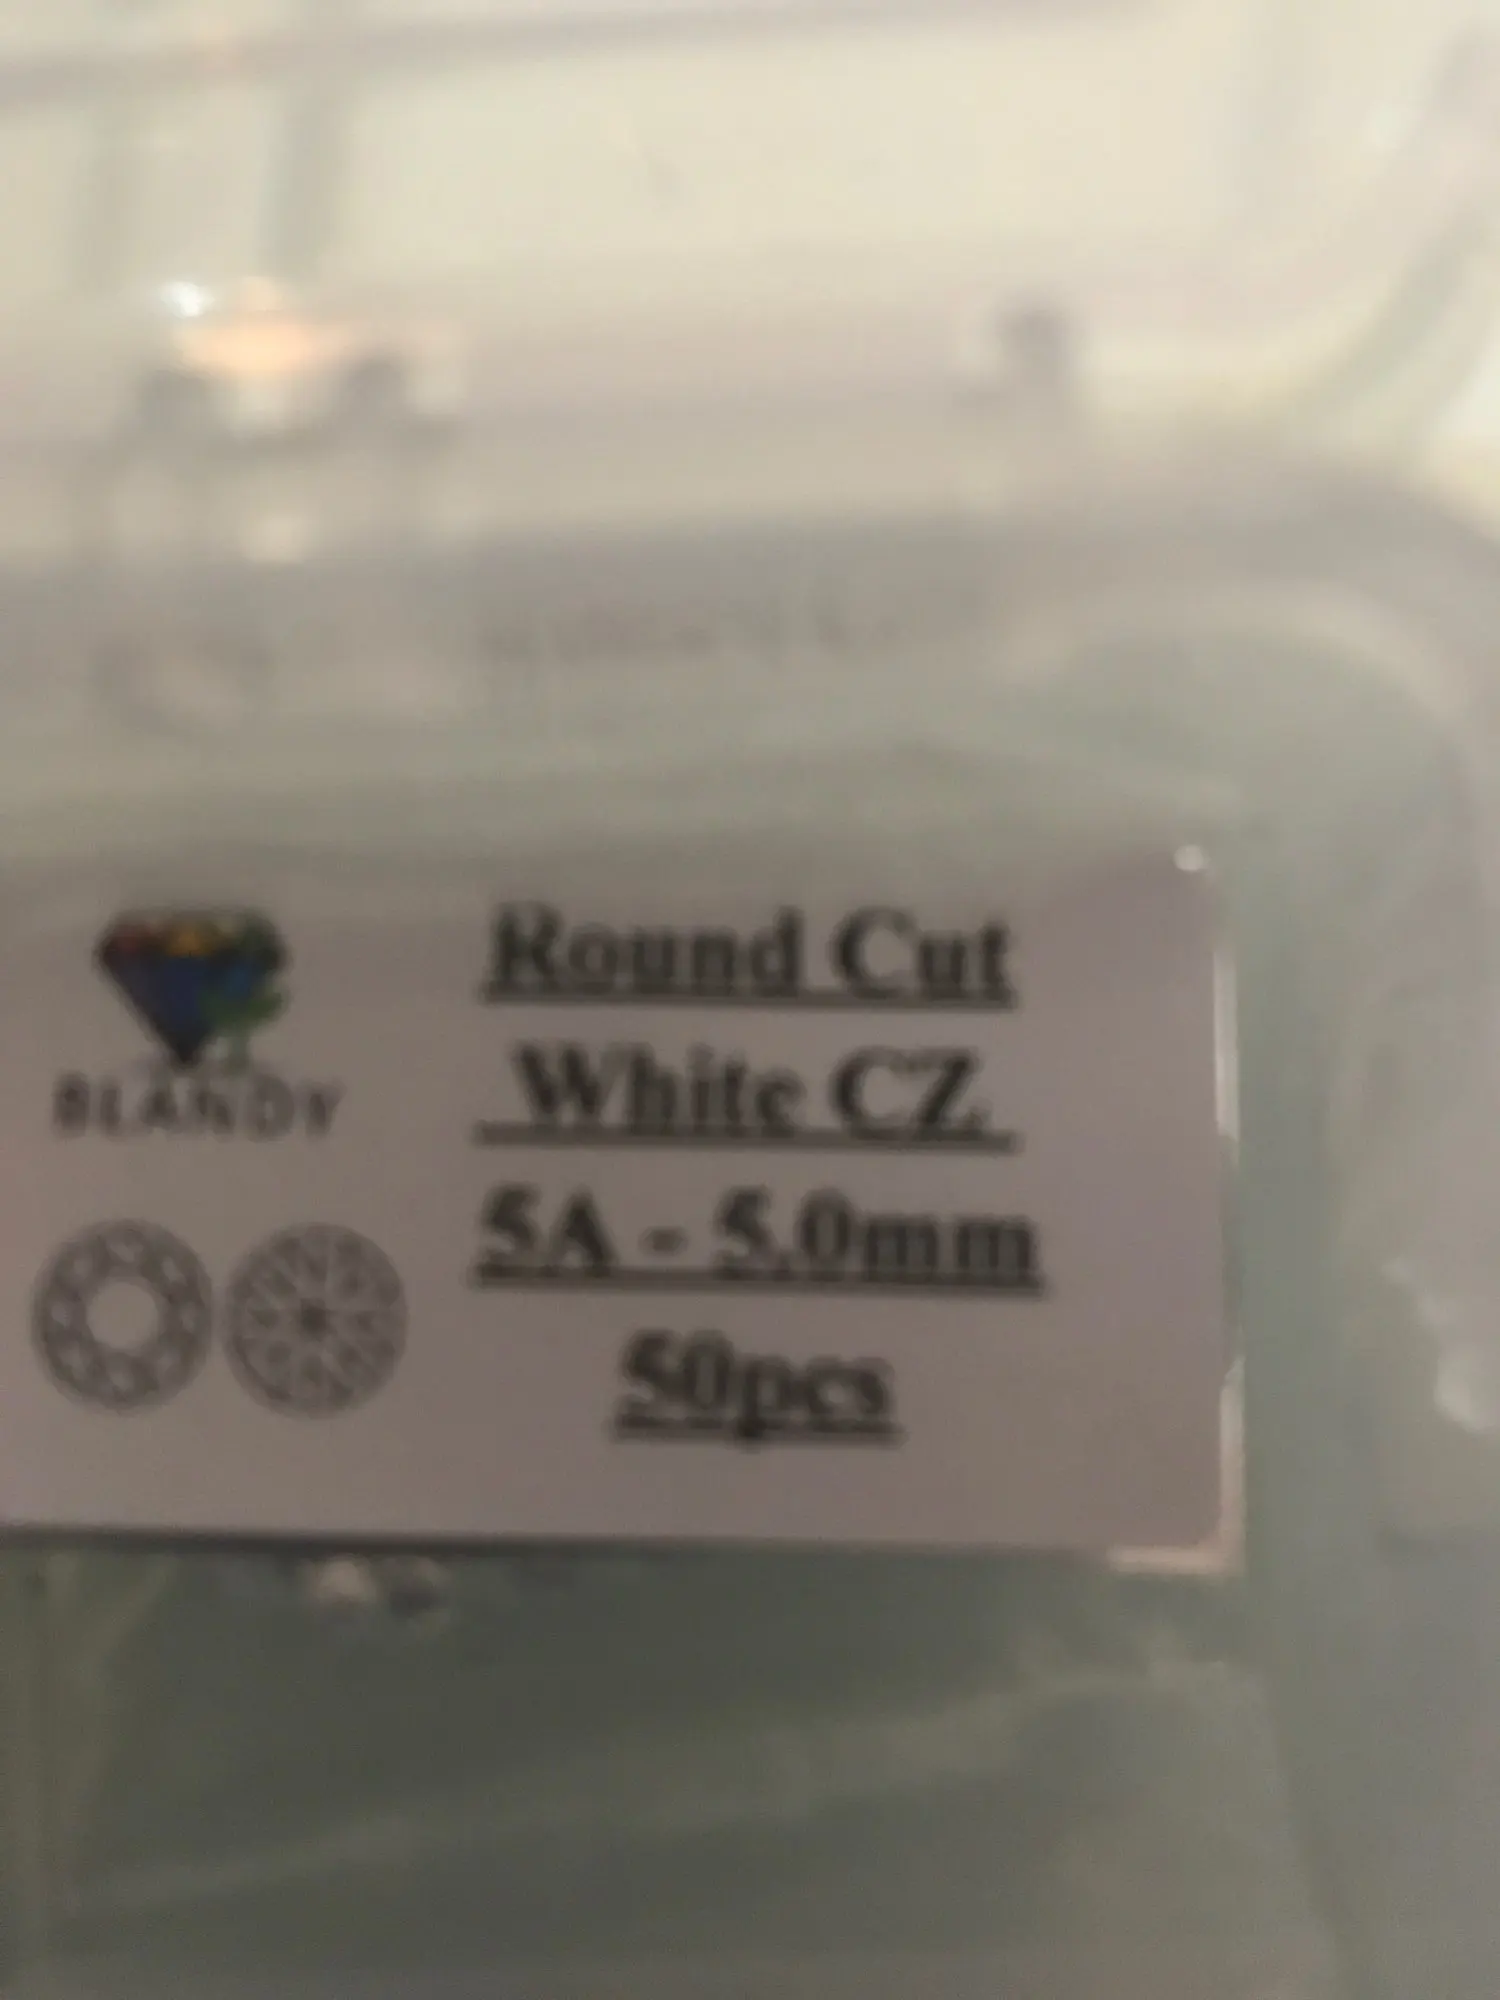 Round Cut
White CZ
5A - 5.0mm
50pcs
BLANDY